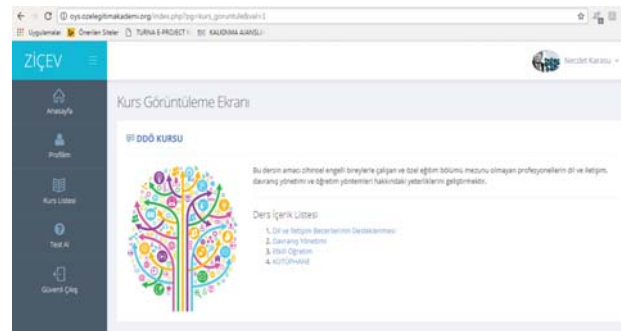 oys.ozelegitimakademi.org/index.php?pg=kurs_goruntule&val=1
Uygulamalar Önerilen Siteler TURNA E-PROJECT KALKINMA AJANSLI
ZİÇEV
Necdet Karasu
Anasayfa
Profilim
Kurs Listesi
Test Al
Güvenli Çıkış
Kurs Görüntüleme Ekranı
DDÖ KURSU
Bu dersin amacı zihinsel engelli bireylerle çalışan ve özel eğitim bölümü mezunu olmayan profesyonellerin dil ve iletişim,
davranış yönetimi ve öğretim yöntemleri hakkındaki yeterliklerini geliştirmektir.
Ders İçerik Listesi
1. Dil ve İletişim Becerilerinin Desteklenmesi
2. Davranış Yönetimi
3. Etkili Öğretim
4. KÜTÜPHANE